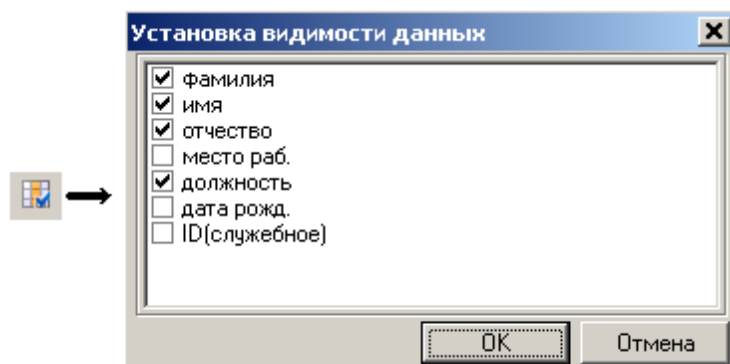 Установка видимости данных
фамилия
имя
отчество
место раб.
должность
дата рожд.
ID(служебное)
OK
Отмена